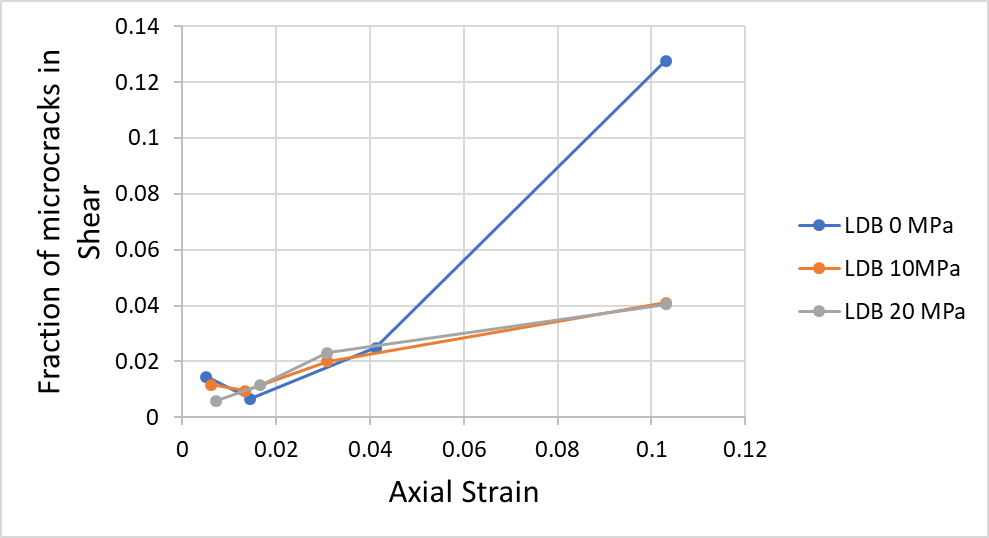 Fraction of microcracks in
Shear
0.14
0.12
0.1
0.08
0.06
0.04
0.02
0
0 0.02 0.04 0.06 0.08 0.1 0.12
Axial Strain
LDB 0 MPa
LDB 10MPa
LDB 20 MPa